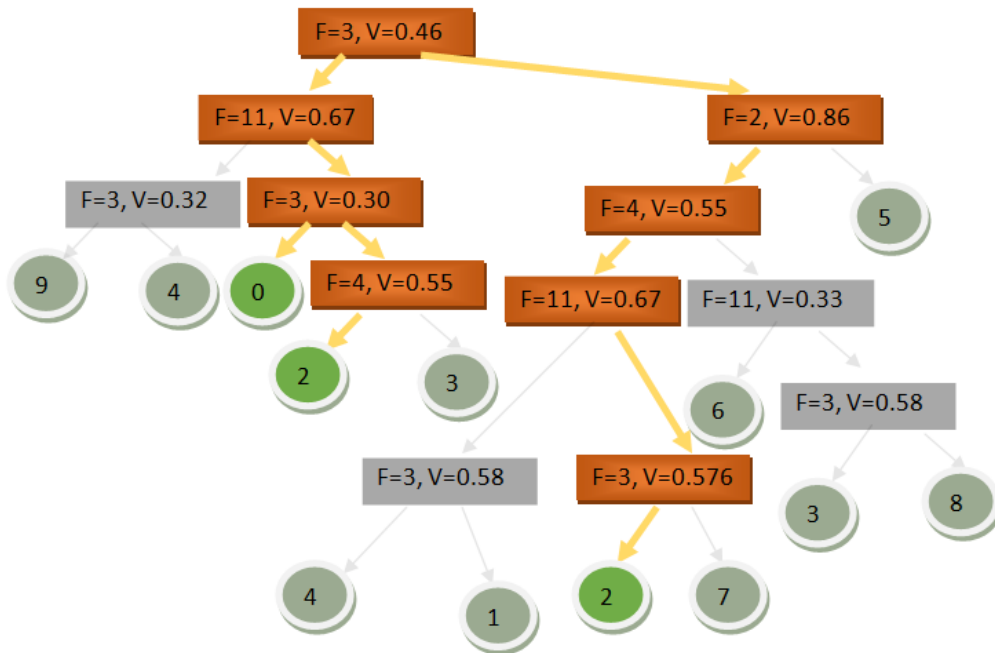 F=3, V=0.46
F=11, V=0.67
F=2, V=0.86
F=3, V=0.32
F=3, V=0.30
F=4, V=0.55
5
9
4
0
F=4, V=0.55
F=11, V=0.67
F=11, V=0.33
2
3
6
F=3, V=0.58
F=3, V=0.58
F=3, V=0.576
3
8
4
1
2
7